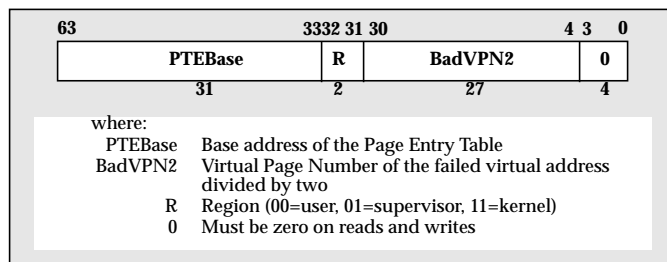 63 3332 31 30 4 3 0
PTEBase R BadVPN2 0
31 2 27 4
where:
PTEBase Base address of the Page Entry Table
BadVPN2 Virtual Page Number of the failed virtual address
divided by two
R Region (00=user, 01=supervisor, 11=kernel)
0 Must be zero on reads and writes